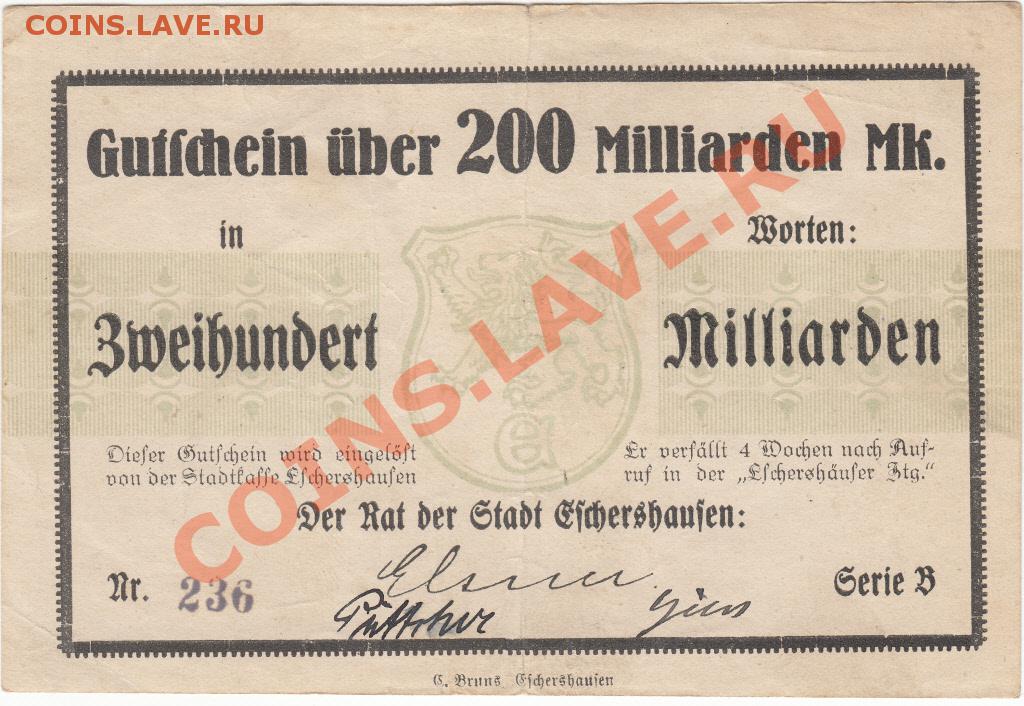 COINS.LAVE.RU
Gutschein über 200 Milliarden Mk.
in Worten:
Zweihundert Milliarden
Dieser Gutschein wird eingelöst
von der Stadtkasse Eschershausen
Er verfällt 4 Wochen nach Auf-
ruf in der „Eschershäuser Ztg.“
COINS.LAVE.RU
E
Der Rat der Stadt Eschershausen:
Nr. 236
Elsner
Serie B
C. Bruns Eschershausen